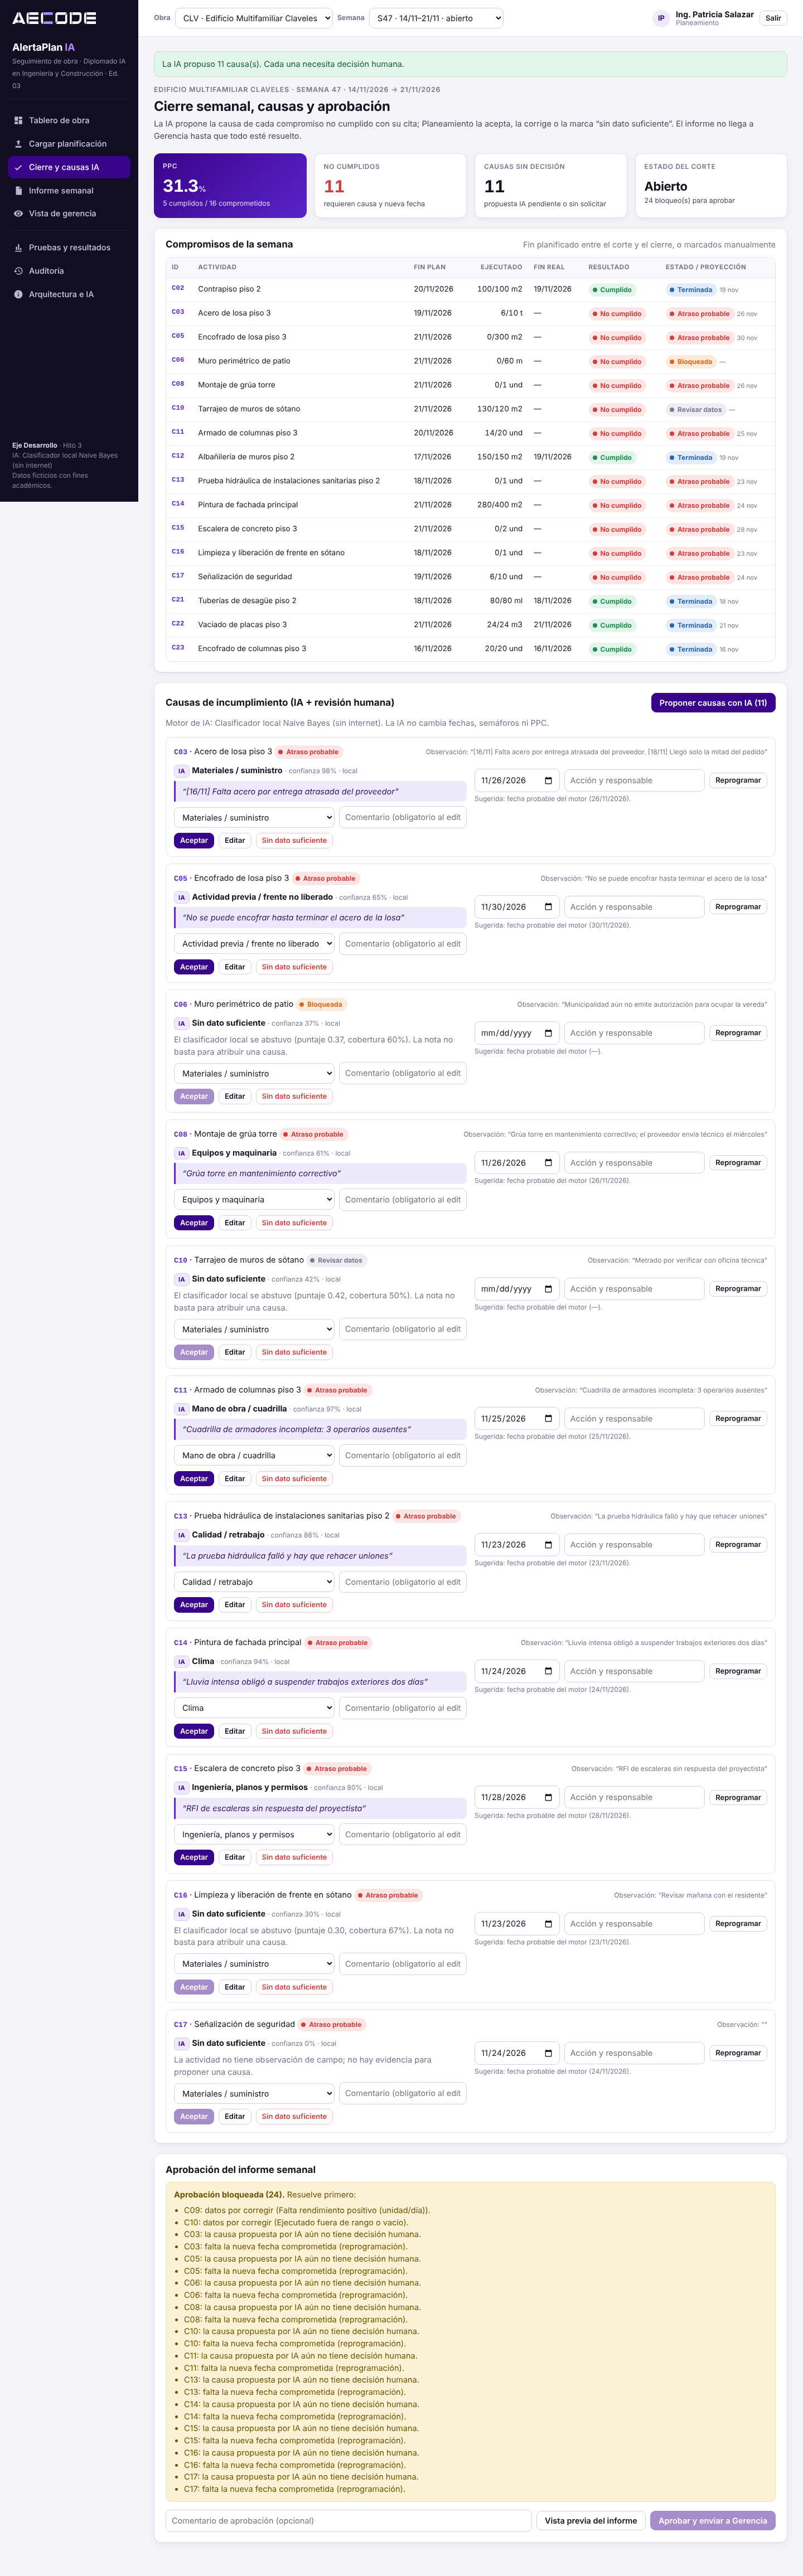 AECODE
AlertaPlan IA
Seguimiento de obra · Diplomado IA
en Ingeniería y Construcción · Ed.
03
Tablero de obra
Cargar planificación
Cierre y causas IA
Informe semanal
Vista de gerencia
Pruebas y resultados
Auditoría
Arquitectura e IA
Eje Desarrollo · Hito 3
IA: Clasificador local Naive Bayes
(sin internet)
Datos ficticios con fines
académicos.
Obra CLV · Edificio Multifamiliar Claveles Semana S47 · 14/11–21/11 · abierto
IP Ing. Patricia Salazar Salir
Planeamiento
La IA propuso 11 causa(s). Cada una necesita decisión humana.
EDIFICIO MULTIFAMILIAR CLAVELES · SEMANA 47 · 14/11/2026 → 21/11/2026
Cierre semanal, causas y aprobación
La IA propone la causa de cada compromiso no cumplido con su cita; Planeamiento la acepta, la corrige o la marca “sin dato suficiente”. El informe no llega a
Gerencia hasta que todo esté resuelto.
PPC
31.3%
5 cumplidos / 16 comprometidos
NO CUMPLIDOS
11
requieren causa y nueva fecha
CAUSAS SIN DECISIÓN
11
propuesta IA pendiente o sin solicitar
ESTADO DEL CORTE
Abierto
24 bloqueo(s) para aprobar
Compromisos de la semana Fin planificado entre el corte y el cierre, o marcados manualmente
ID ACTIVIDAD FIN PLAN EJECUTADO FIN REAL RESULTADO ESTADO / PROYECCIÓN
C02 Contrapiso piso 2 20/11/2026 100/100 m2 19/11/2026 Cumplido Terminada 19 nov
C03 Acero de losa piso 3 19/11/2026 6/10 t — No cumplido Atraso probable 26 nov
C05 Encofrado de losa piso 3 21/11/2026 0/300 m2 — No cumplido Atraso probable 30 nov
C06 Muro perimétrico de patio 21/11/2026 0/60 m — No cumplido Bloqueada —
C08 Montaje de grúa torre 21/11/2026 0/1 und — No cumplido Atraso probable 26 nov
C10 Tarrajeo de muros de sótano 21/11/2026 130/120 m2 — No cumplido Revisar datos —
C11 Armado de columnas piso 3 20/11/2026 14/20 und — No cumplido Atraso probable 25 nov
C12 Albañilería de muros piso 2 17/11/2026 150/150 m2 19/11/2026 Cumplido Terminada 19 nov
C13 Prueba hidráulica de instalaciones sanitarias piso 2 18/11/2026 0/1 und — No cumplido Atraso probable 23 nov
C14 Pintura de fachada principal 21/11/2026 280/400 m2 — No cumplido Atraso probable 24 nov
C15 Escalera de concreto piso 3 21/11/2026 0/2 und — No cumplido Atraso probable 28 nov
C16 Limpieza y liberación de frente en sótano 18/11/2026 0/1 und — No cumplido Atraso probable 23 nov
C17 Señalización de seguridad 19/11/2026 6/10 und — No cumplido Atraso probable 24 nov
C21 Tuberías de desagüe piso 2 18/11/2026 80/80 ml 18/11/2026 Cumplido Terminada 18 nov
C22 Vaciado de placas piso 3 21/11/2026 24/24 m3 21/11/2026 Cumplido Terminada 21 nov
C23 Encofrado de columnas piso 3 16/11/2026 20/20 und 16/11/2026 Cumplido Terminada 16 nov
Causas de incumplimiento (IA + revisión humana) Proponer causas con IA (11)
Motor de IA: Clasificador local Naive Bayes (sin internet). La IA no cambia fechas, semáforos ni PPC.
C03 · Acero de losa piso 3 Atraso probable Observación: “[16/11] Falta acero por entrega atrasada del proveedor. [18/11] Llegó solo la mitad del pedido”
IA Materiales / suministro · confianza 98% · local
“[16/11] Falta acero por entrega atrasada del proveedor”
Materiales / suministro Comentario (obligatorio al edit
Aceptar Editar Sin dato suficiente
11/26/2026 Acción y responsable Reprogramar
Sugerida: fecha probable del motor (26/11/2026).
C05 · Encofrado de losa piso 3 Atraso probable Observación: “No se puede encofrar hasta terminar el acero de la losa”
IA Actividad previa / frente no liberado · confianza 65% · local
“No se puede encofrar hasta terminar el acero de la losa”
Actividad previa / frente no liberado Comentario (obligatorio al edit
Aceptar Editar Sin dato suficiente
11/30/2026 Acción y responsable Reprogramar
Sugerida: fecha probable del motor (30/11/2026).
C06 · Muro perimétrico de patio Bloqueada Observación: “Municipalidad aún no emite autorización para ocupar la vereda”
IA Sin dato suficiente · confianza 37% · local
El clasificador local se abstuvo (puntaje 0.37, cobertura 60%). La nota no
basta para atribuir una causa.
Materiales / suministro Comentario (obligatorio al edit
Aceptar Editar Sin dato suficiente
mm/dd/yyyy Acción y responsable Reprogramar
Sugerida: fecha probable del motor (—).
C08 · Montaje de grúa torre Atraso probable Observación: “Grúa torre en mantenimiento correctivo; el proveedor envía técnico el miércoles”
IA Equipos y maquinaria · confianza 61% · local
“Grúa torre en mantenimiento correctivo”
Equipos y maquinaria Comentario (obligatorio al edit
Aceptar Editar Sin dato suficiente
11/26/2026 Acción y responsable Reprogramar
Sugerida: fecha probable del motor (26/11/2026).
C10 · Tarrajeo de muros de sótano Revisar datos Observación: “Metrado por verificar con oficina técnica”
IA Sin dato suficiente · confianza 42% · local
El clasificador local se abstuvo (puntaje 0.42, cobertura 50%). La nota no
basta para atribuir una causa.
Materiales / suministro Comentario (obligatorio al edit
Aceptar Editar Sin dato suficiente
mm/dd/yyyy Acción y responsable Reprogramar
Sugerida: fecha probable del motor (—).
C11 · Armado de columnas piso 3 Atraso probable Observación: “Cuadrilla de armadores incompleta: 3 operarios ausentes”
IA Mano de obra / cuadrilla · confianza 97% · local
“Cuadrilla de armadores incompleta: 3 operarios ausentes”
Mano de obra / cuadrilla Comentario (obligatorio al edit
Aceptar Editar Sin dato suficiente
11/25/2026 Acción y responsable Reprogramar
Sugerida: fecha probable del motor (25/11/2026).
C13 · Prueba hidráulica de instalaciones sanitarias piso 2 Atraso probable Observación: “La prueba hidráulica falló y hay que rehacer uniones”
IA Calidad / retrabajo · confianza 86% · local
“La prueba hidráulica falló y hay que rehacer uniones”
Calidad / retrabajo Comentario (obligatorio al edit
Aceptar Editar Sin dato suficiente
11/23/2026 Acción y responsable Reprogramar
Sugerida: fecha probable del motor (23/11/2026).
C14 · Pintura de fachada principal Atraso probable Observación: “Lluvia intensa obligó a suspender trabajos exteriores dos días”
IA Clima · confianza 94% · local
“Lluvia intensa obligó a suspender trabajos exteriores dos días”
Clima Comentario (obligatorio al edit
Aceptar Editar Sin dato suficiente
11/24/2026 Acción y responsable Reprogramar
Sugerida: fecha probable del motor (24/11/2026).
C15 · Escalera de concreto piso 3 Atraso probable Observación: “RFI de escaleras sin respuesta del proyectista”
IA Ingeniería, planos y permisos · confianza 80% · local
“RFI de escaleras sin respuesta del proyectista”
Ingeniería, planos y permisos Comentario (obligatorio al edit
Aceptar Editar Sin dato suficiente
11/28/2026 Acción y responsable Reprogramar
Sugerida: fecha probable del motor (28/11/2026).
C16 · Limpieza y liberación de frente en sótano Atraso probable Observación: “Revisar mañana con el residente”
IA Sin dato suficiente · confianza 30% · local
El clasificador local se abstuvo (puntaje 0.30, cobertura 67%). La nota no
basta para atribuir una causa.
Materiales / suministro Comentario (obligatorio al edit
Aceptar Editar Sin dato suficiente
11/23/2026 Acción y responsable Reprogramar
Sugerida: fecha probable del motor (23/11/2026).
C17 · Señalización de seguridad Atraso probable Observación: “”
IA Sin dato suficiente · confianza 0% · local
La actividad no tiene observación de campo; no hay evidencia para
proponer una causa.
Materiales / suministro Comentario (obligatorio al edit
Aceptar Editar Sin dato suficiente
11/24/2026 Acción y responsable Reprogramar
Sugerida: fecha probable del motor (24/11/2026).
Aprobación del informe semanal
Aprobación bloqueada (24). Resuelve primero:
• C09: datos por corregir (Falta rendimiento positivo (unidad/día)).
• C10: datos por corregir (Ejecutado fuera de rango o vacío).
• C03: la causa propuesta por IA aún no tiene decisión humana.
• C03: falta la nueva fecha comprometida (reprogramación).
• C05: la causa propuesta por IA aún no tiene decisión humana.
• C05: falta la nueva fecha comprometida (reprogramación).
• C06: la causa propuesta por IA aún no tiene decisión humana.
• C06: falta la nueva fecha comprometida (reprogramación).
• C08: la causa propuesta por IA aún no tiene decisión humana.
• C08: falta la nueva fecha comprometida (reprogramación).
• C10: la causa propuesta por IA aún no tiene decisión humana.
• C10: falta la nueva fecha comprometida (reprogramación).
• C11: la causa propuesta por IA aún no tiene decisión humana.
• C11: falta la nueva fecha comprometida (reprogramación).
• C13: la causa propuesta por IA aún no tiene decisión humana.
• C13: falta la nueva fecha comprometida (reprogramación).
• C14: la causa propuesta por IA aún no tiene decisión humana.
• C14: falta la nueva fecha comprometida (reprogramación).
• C15: la causa propuesta por IA aún no tiene decisión humana.
• C15: falta la nueva fecha comprometida (reprogramación).
• C16: la causa propuesta por IA aún no tiene decisión humana.
• C16: falta la nueva fecha comprometida (reprogramación).
• C17: la causa propuesta por IA aún no tiene decisión humana.
• C17: falta la nueva fecha comprometida (reprogramación).
Comentario de aprobación (opcional) Vista previa del informe Aprobar y enviar a Gerencia